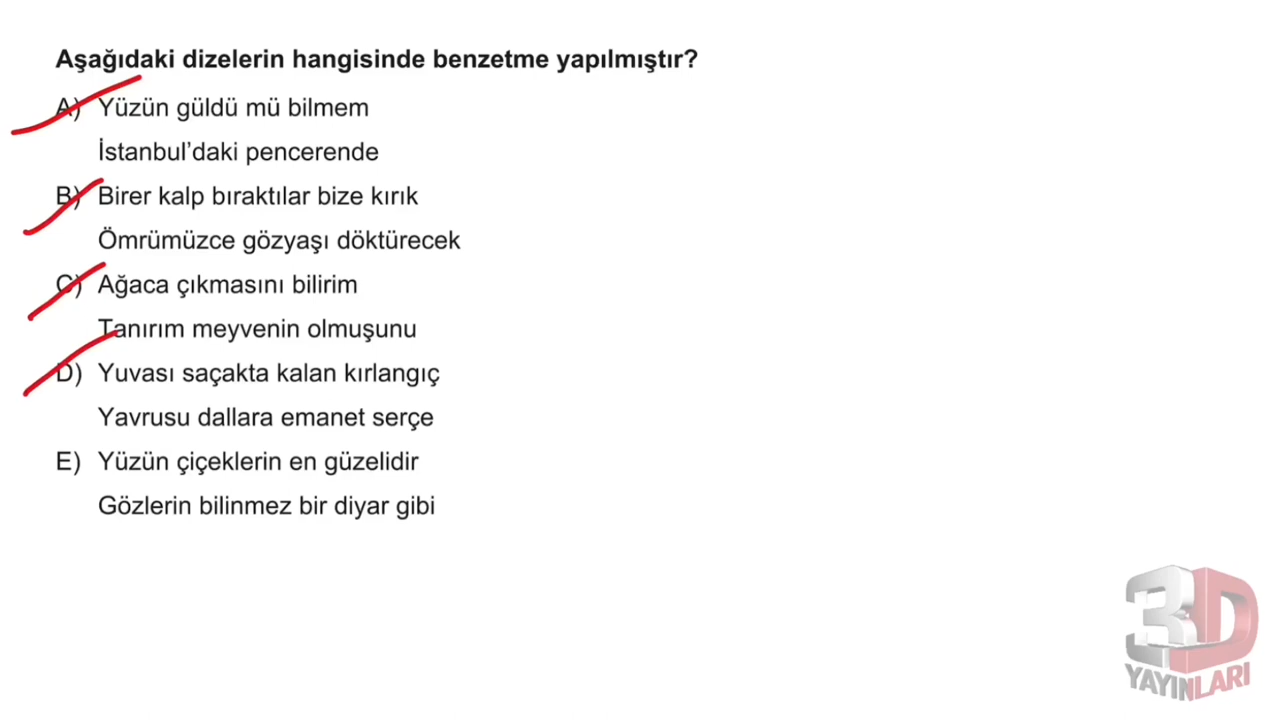 Aşağıdaki dizelerin hangisinde benzetme yapılmıştır?
A) Yüzün güldü mü bilmem
İstanbul’daki pencerende
B) Birer kalp bıraktılar bize kırık
Ömrümüzce gözyaşı döktürecek
C) Ağaca çıkmasını bilirim
Tanırım meyvenin olmuşunu
D) Yuvası saçakta kalan kırlangıç
Yavrusu dallara emanet serçe
E) Yüzün çiçeklerin en güzelidir
Gözlerin bilinmez bir diyar gibi
3D
YAYINLARI